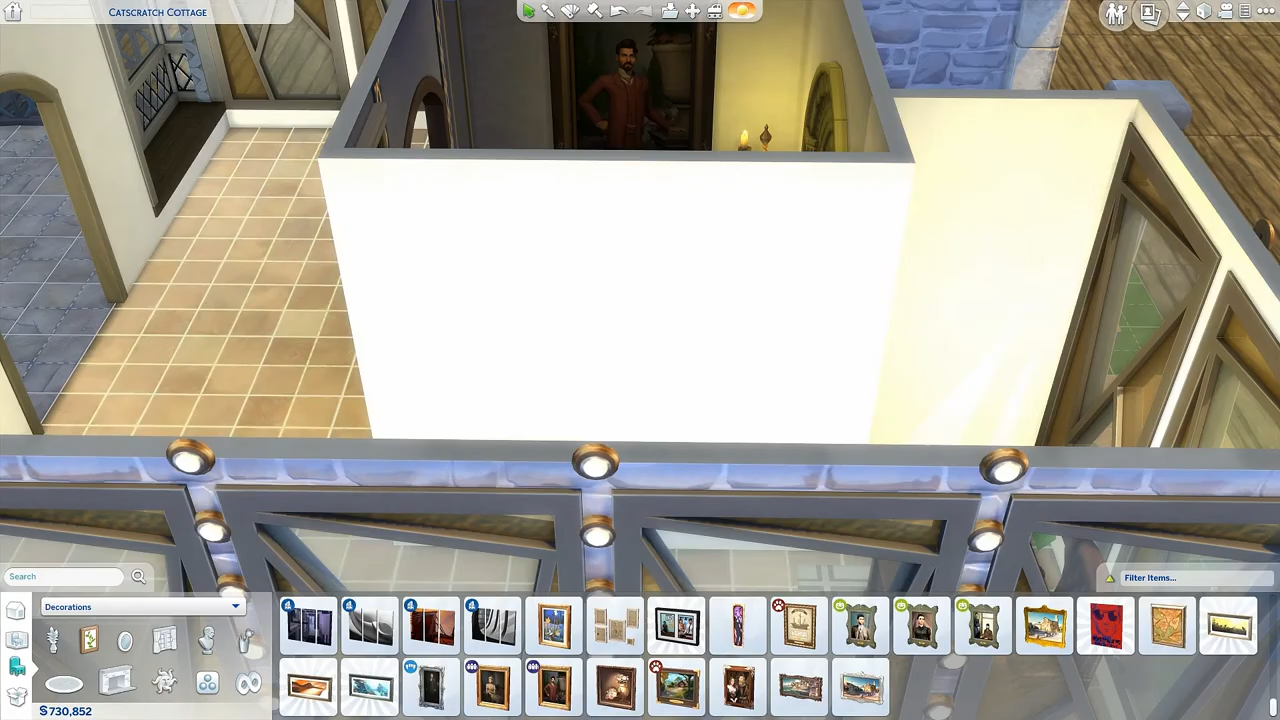 Catscratch Cottage
Search
Filter Items...
Decorations
§730,852